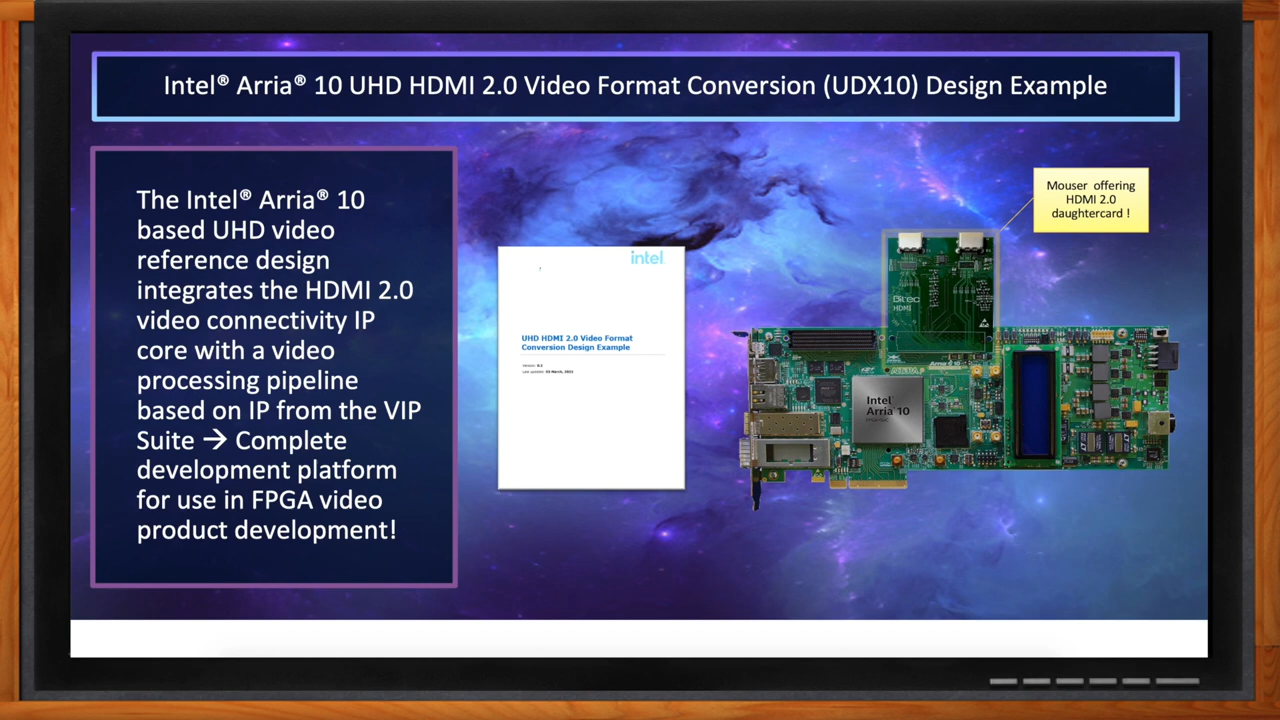 Intel® Arria® 10 UHD HDMI 2.0 Video Format Conversion (UDX10) Design Example
The Intel® Arria® 10
based UHD video
reference design
integrates the HDMI 2.0
video connectivity IP
core with a video
processing pipeline
based on IP from the VIP
Suite → Complete
development platform
for use in FPGA video
product development!
intel
UHD HDMI 2.0 Video Format
Conversion Design Example
Mouser offering
HDMI 2.0
daughtercard !
Bitec
HDMI
Intel
Arria 10